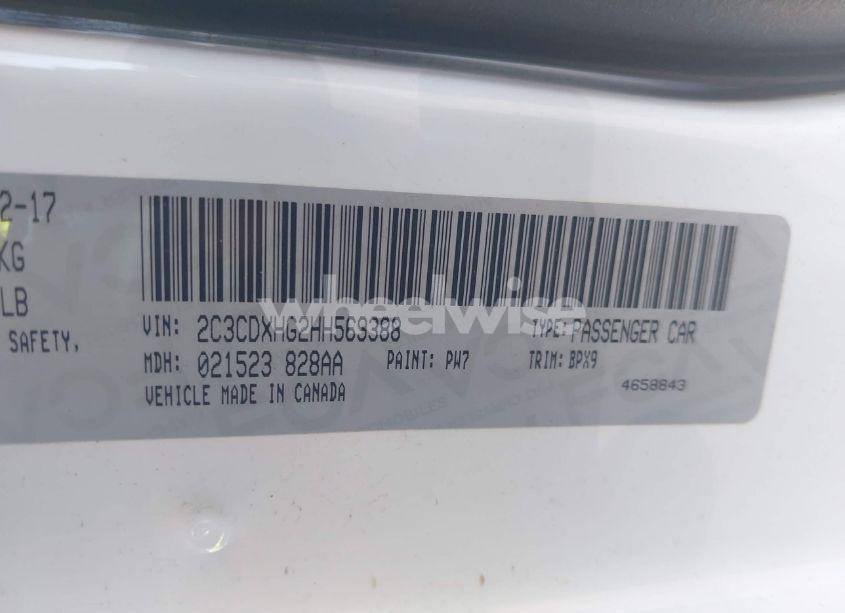 2-17
KG
LB
SAFETY,
VIN: 2C3CDXHG2HH569388 TYPE: PASSENGER CAR
MDH: 021523 828AA PAINT: PW7 TRIM: BPX9
VEHICLE MADE IN CANADA 4658843
wheelwise